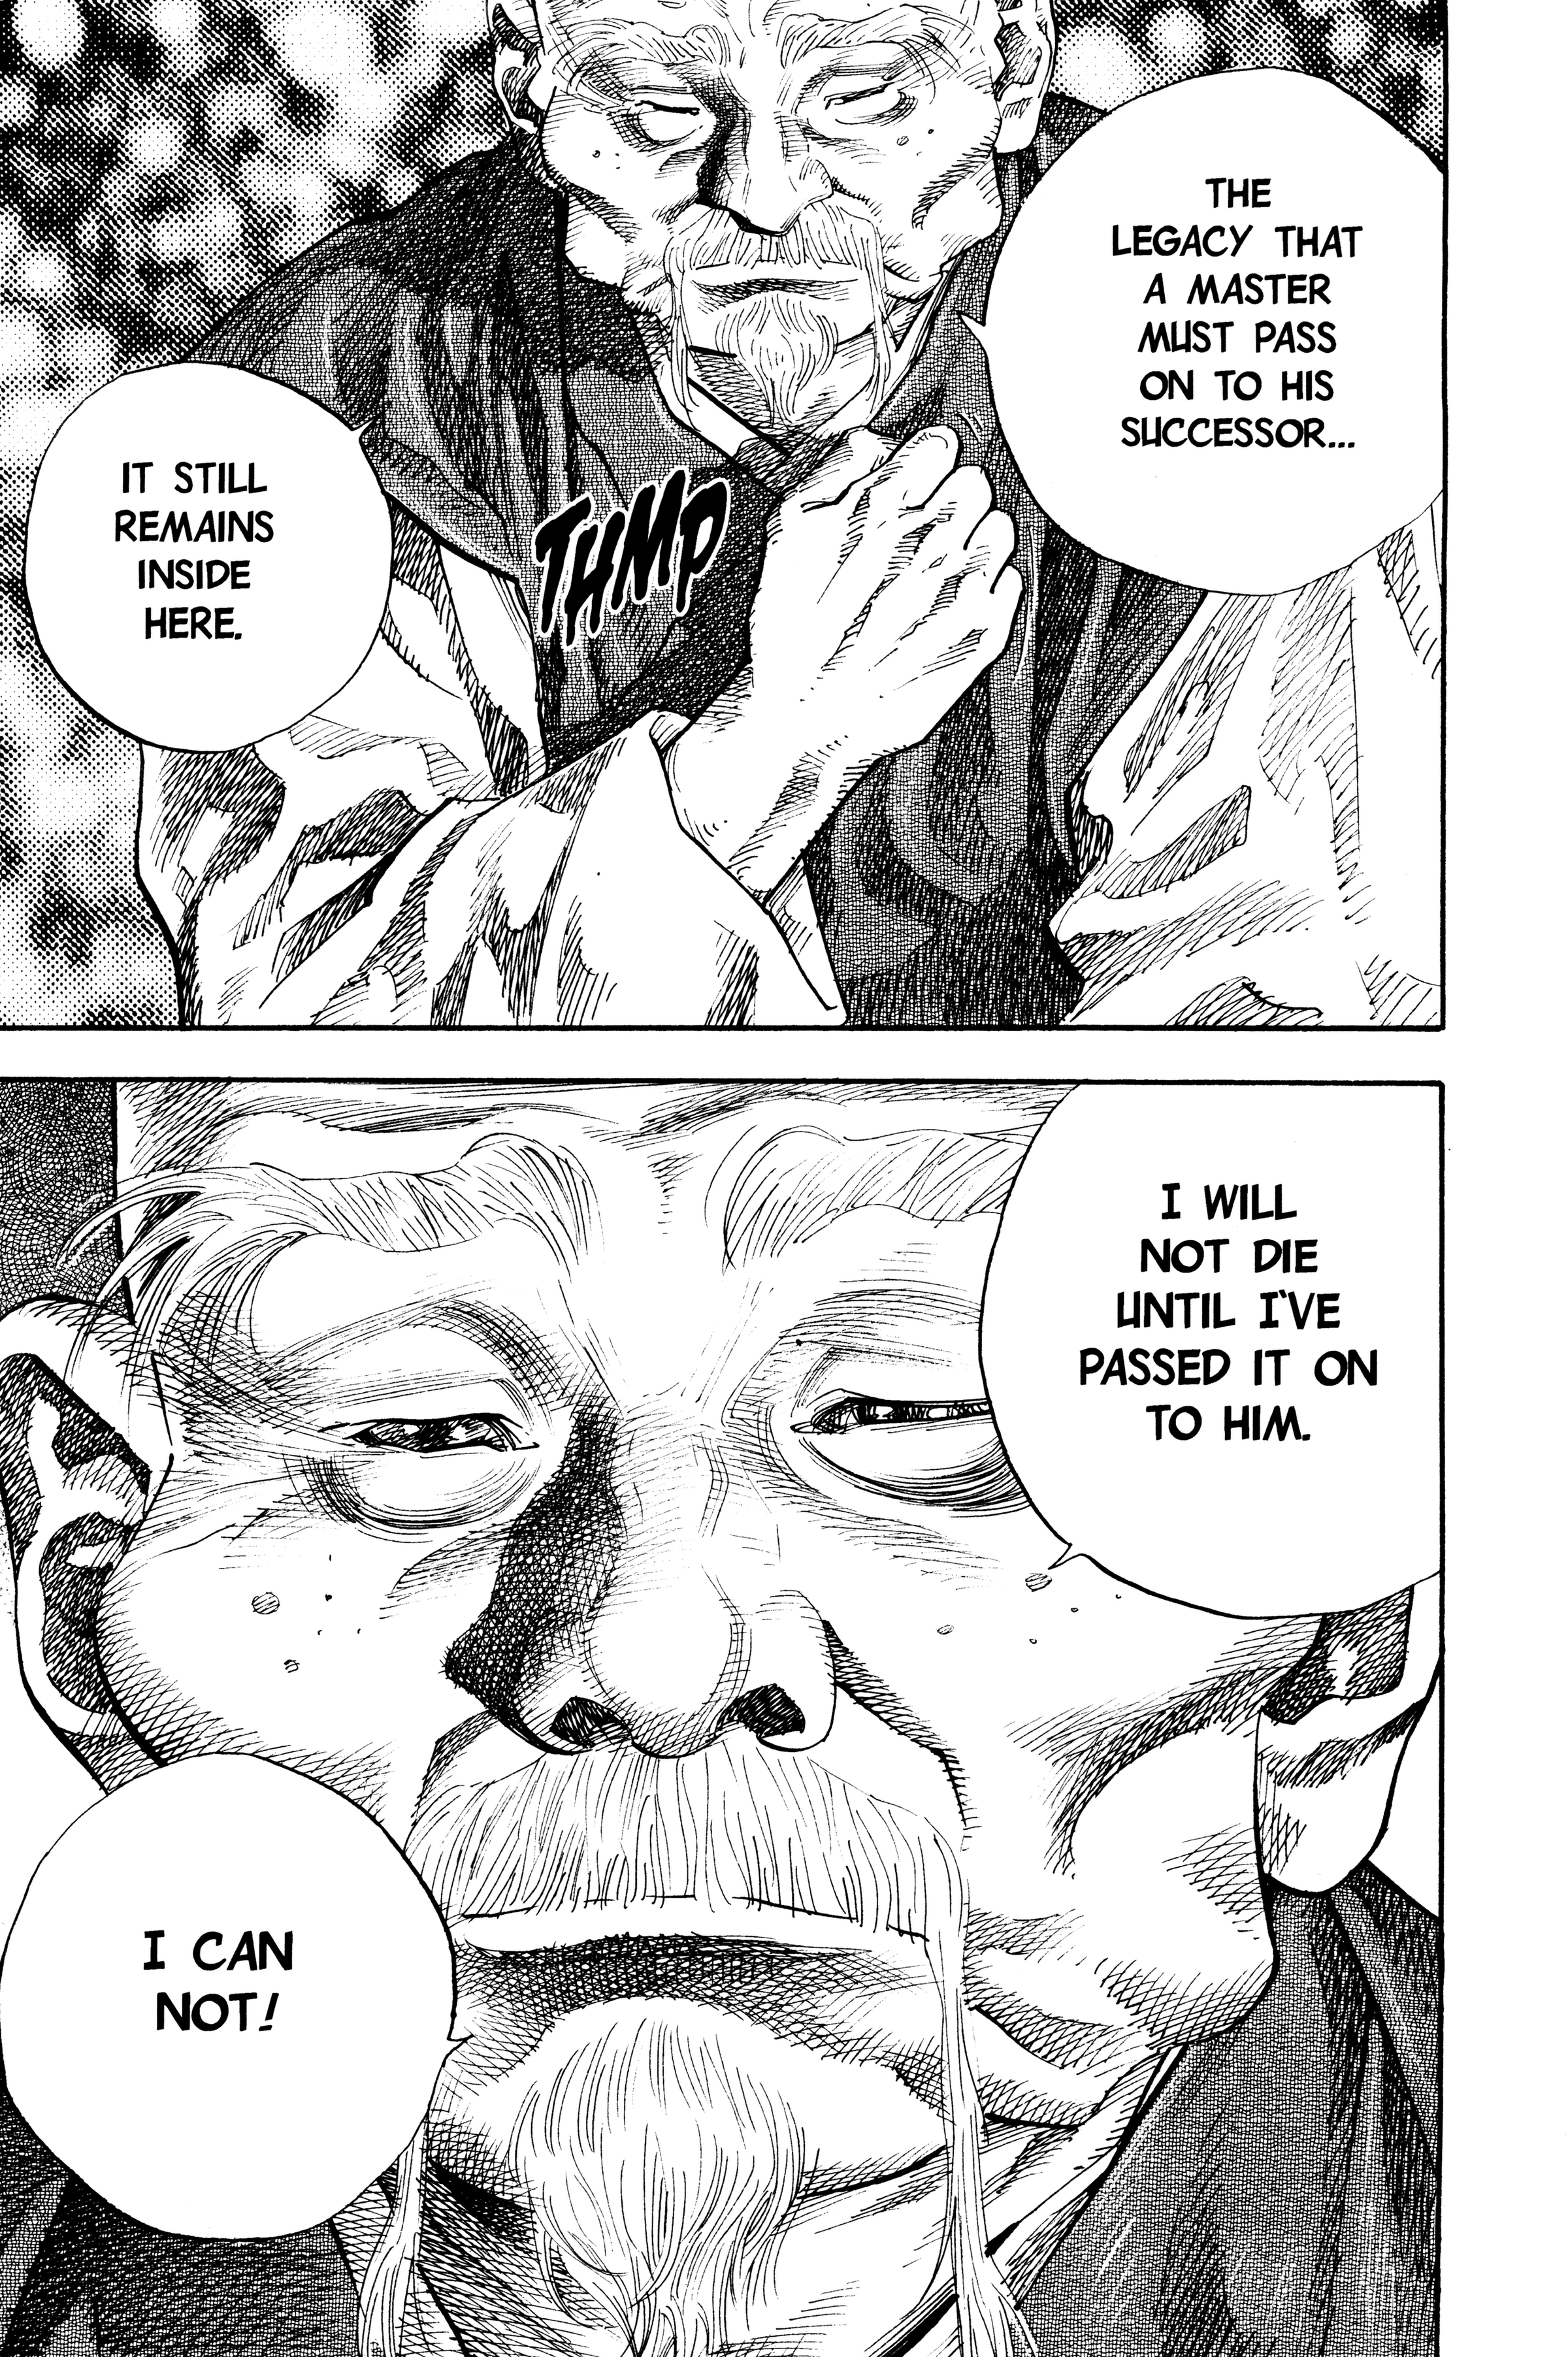 THE
LEGACY THAT
A MASTER
MUST PASS
ON TO HIS
SUCCESSOR...
THMP
IT STILL
REMAINS
INSIDE
HERE.
I WILL
NOT DIE
UNTIL I'VE
PASSED IT ON
TO HIM.
I CAN
NOT!